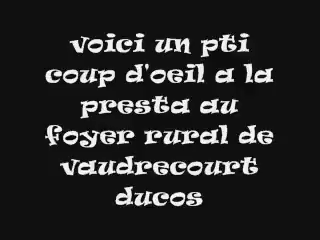 voici un pti
coup d'oeil a la
presta au
foyer rural de
vaudrecourt
ducos